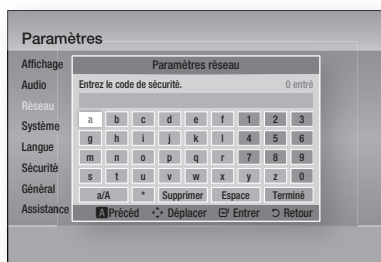 Paramètres
Affichage
Audio
Réseau
Système
Langue
Sécurité
Général
Assistance
Paramètres réseau
Entrez le code de sécurité. 0 entré
a b c d e f 1 2 3
g h i j k l 4 5 6
m n o p q r 7 8 9
s t u v w x y z 0
a/A * Supprimer Espace Terminé
A Précéd Déplacer Entrer Retour